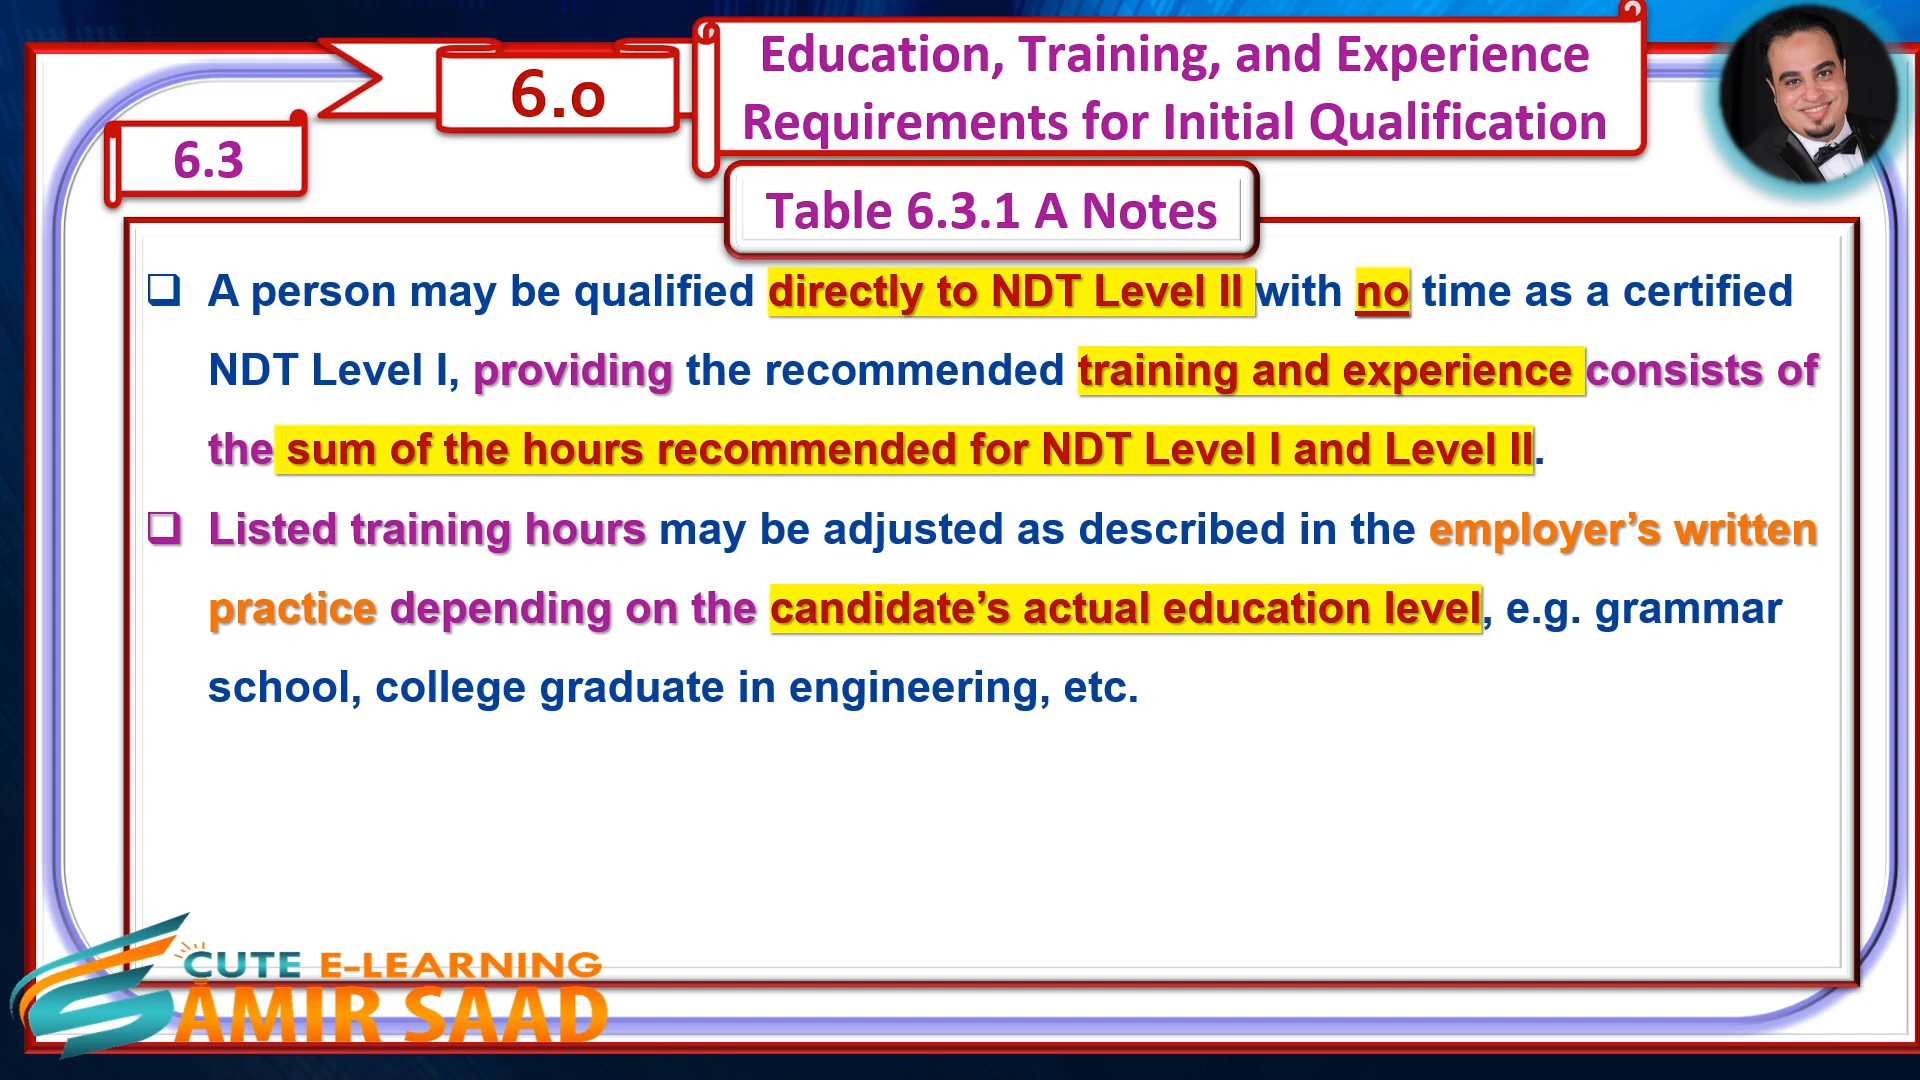 Education, Training, and Experience
Requirements for Initial Qualification
6.0
6.3
Table 6.3.1 A Notes
❑ A person may be qualified directly to NDT Level II with no time as a certified
NDT Level I, providing the recommended training and experience consists of
the sum of the hours recommended for NDT Level I and Level II.
❑ Listed training hours may be adjusted as described in the employer’s written
practice depending on the candidate’s actual education level, e.g. grammar
school, college graduate in engineering, etc.
CUTE E-LEARNING
AMIR SAAD